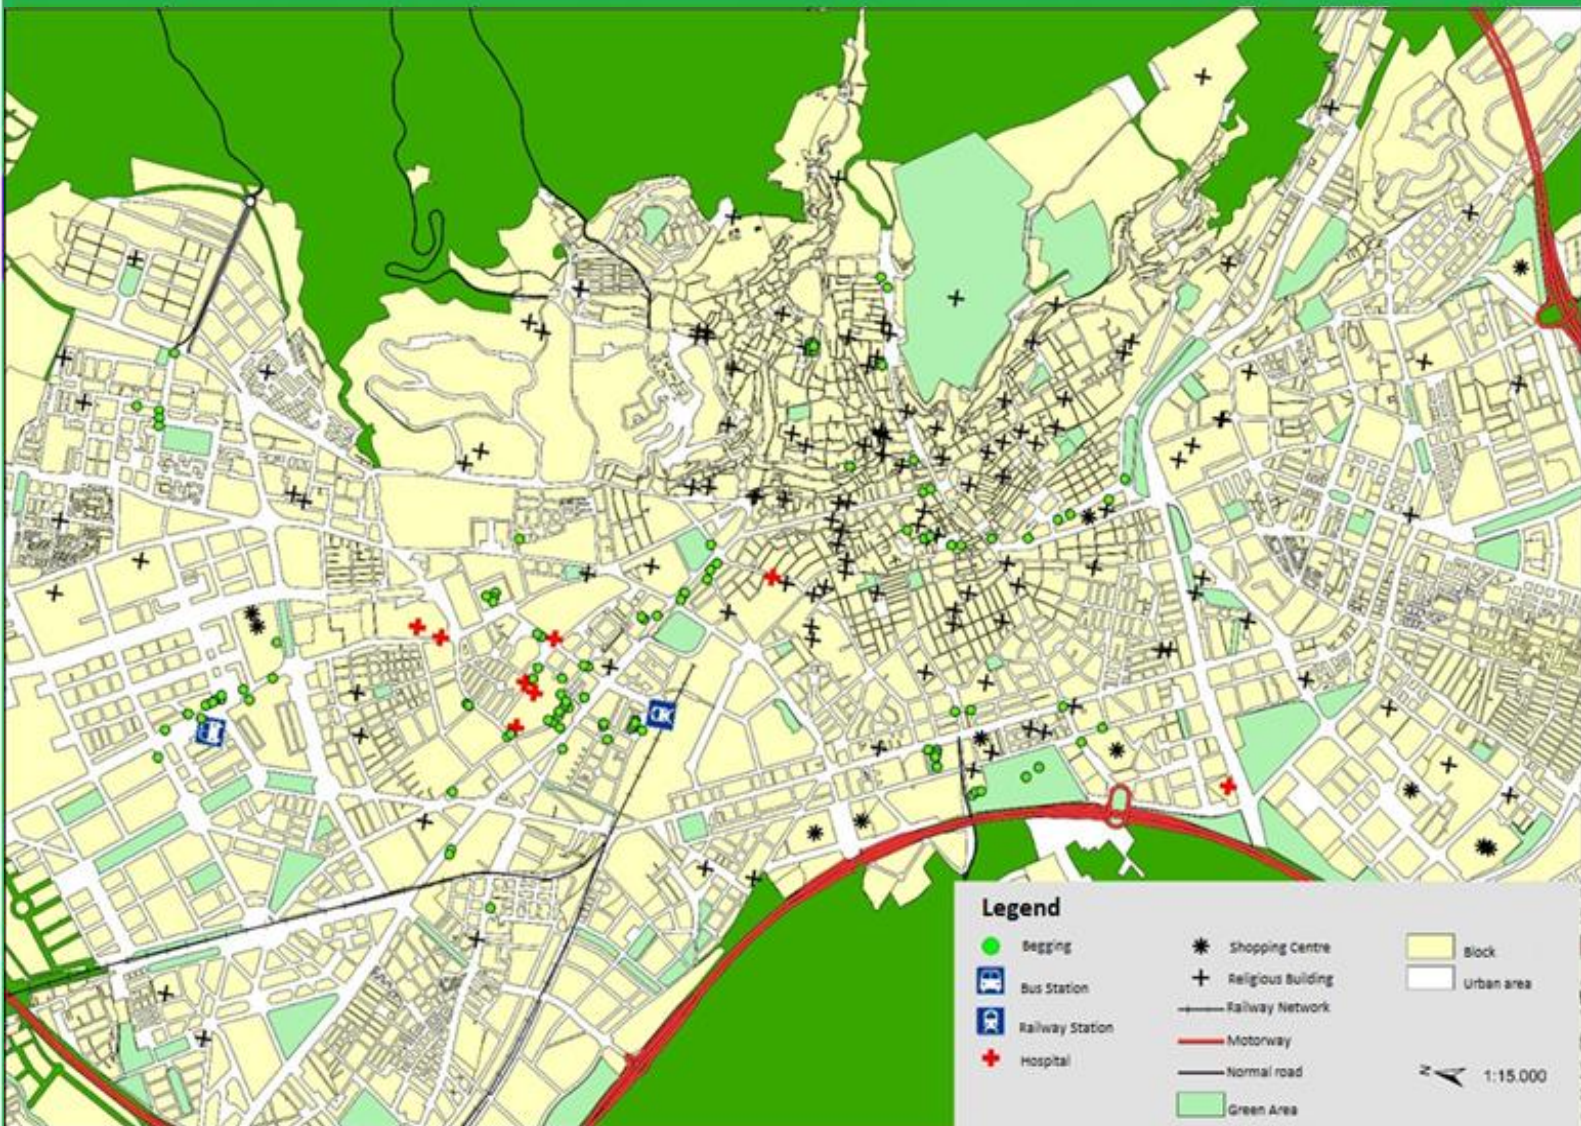 Legend
Begging
Bus Station
Railway Station
Hospital
Shopping Centre
Religious Building
Railway Network
Motorway
Normal road
Green Area
Block
Urban area
N
1:15.000